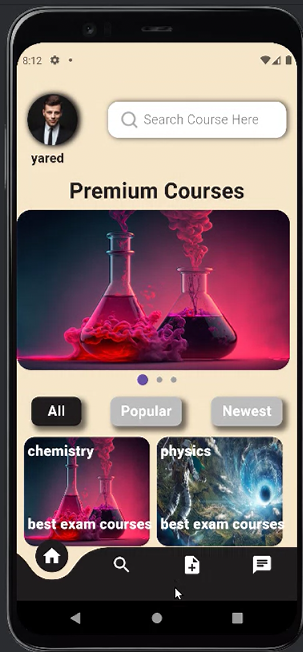 8:12
Search Course Here
yared
Premium Courses
All Popular Newest
chemistry physics
best exam courses best exam courses